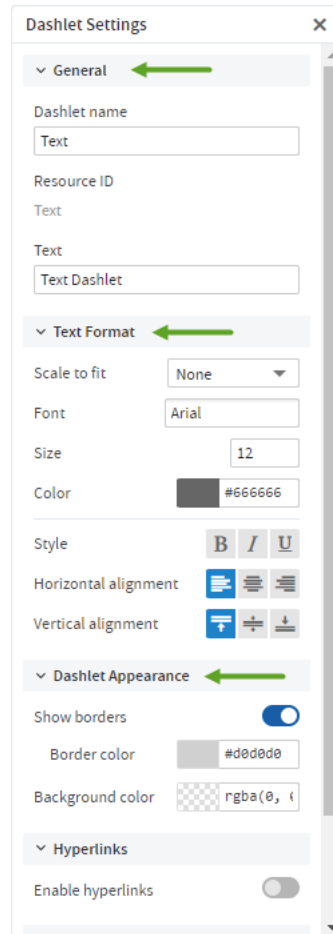 Dashlet Settings
General
Dashlet name
Text
Resource ID
Text
Text
Text Dashlet
Text Format
Scale to fit None
Font Arial
Size 12
Color #666666
Style B I U
Horizontal alignment
Vertical alignment
Dashlet Appearance
Show borders
Border color #d0d0d0
Background color rgba(0,
Hyperlinks
Enable hyperlinks